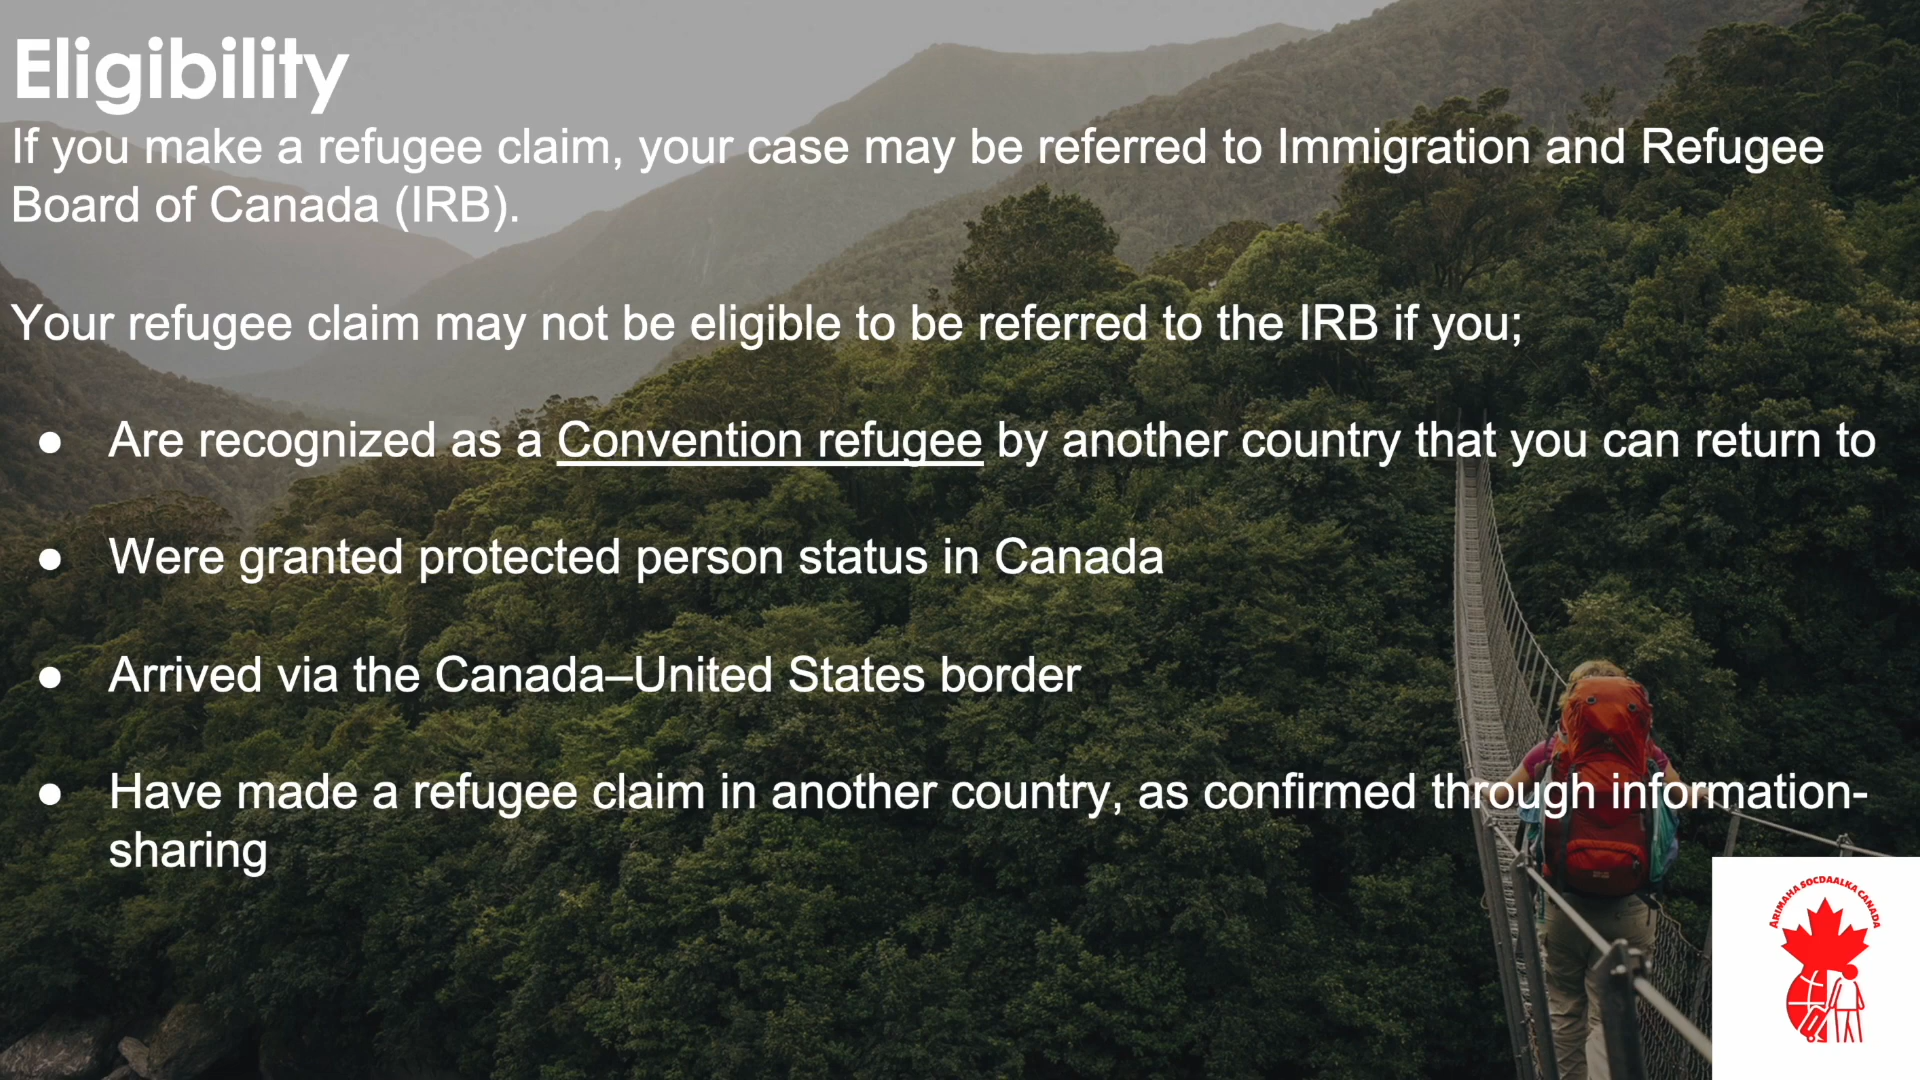 Eligibility
If you make a refugee claim, your case may be referred to Immigration and Refugee
Board of Canada (IRB).
Your refugee claim may not be eligible to be referred to the IRB if you;
● Are recognized as a Convention refugee by another country that you can return to
● Were granted protected person status in Canada
● Arrived via the Canada–United States border
● Have made a refugee claim in another country, as confirmed through information-
sharing
ARIMAHA SOCDAALKA CANADA